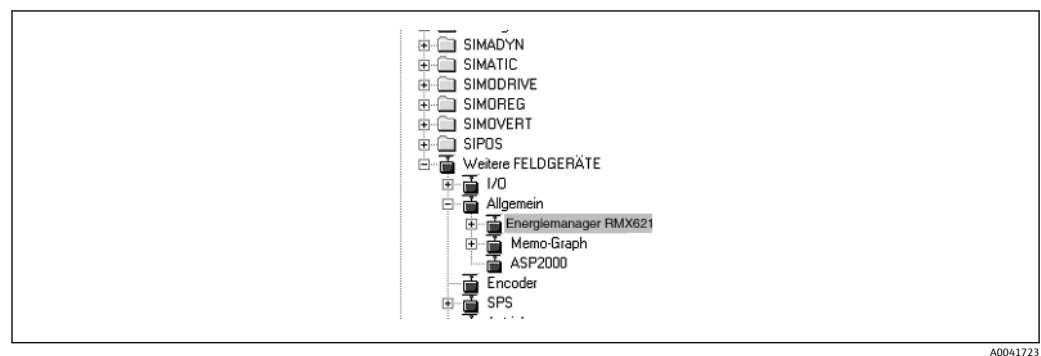 SIMADYN
SIMATIC
SIMODRIVE
SIMOREG
SIMOVERT
SIPOS
Weitere FELDGERÄTE
I/O
Allgemein
Energiemanager RMX621
Memo-Graph
ASP2000
Encoder
SPS
A0041723